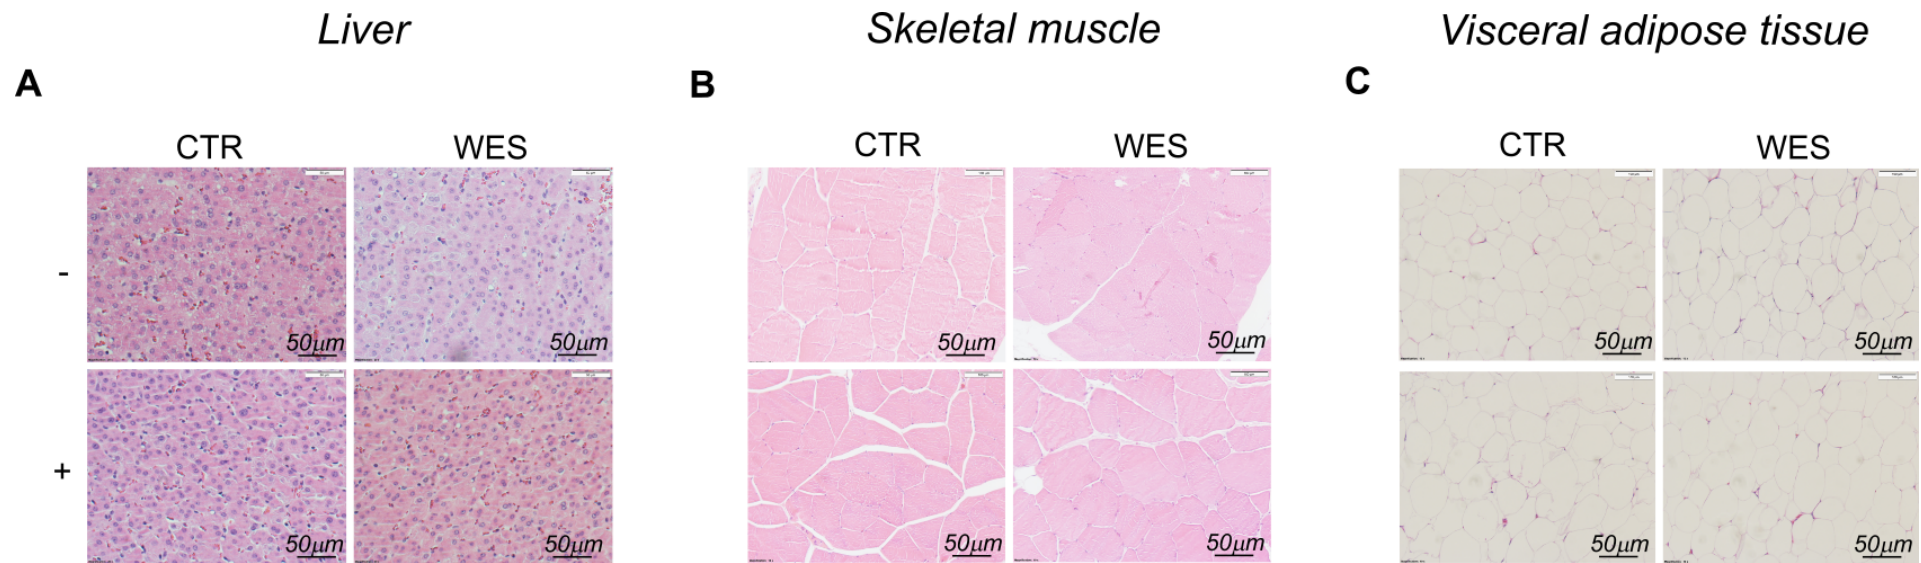 Liver
Skeletal muscle
Visceral adipose tissue
A
B
C
CTR
WES
CTR
WES
CTR
WES
-
50μm
50μm
50μm
50μm
50μm
50μm
+
50μm
50μm
50μm
50μm
50μm
50μm